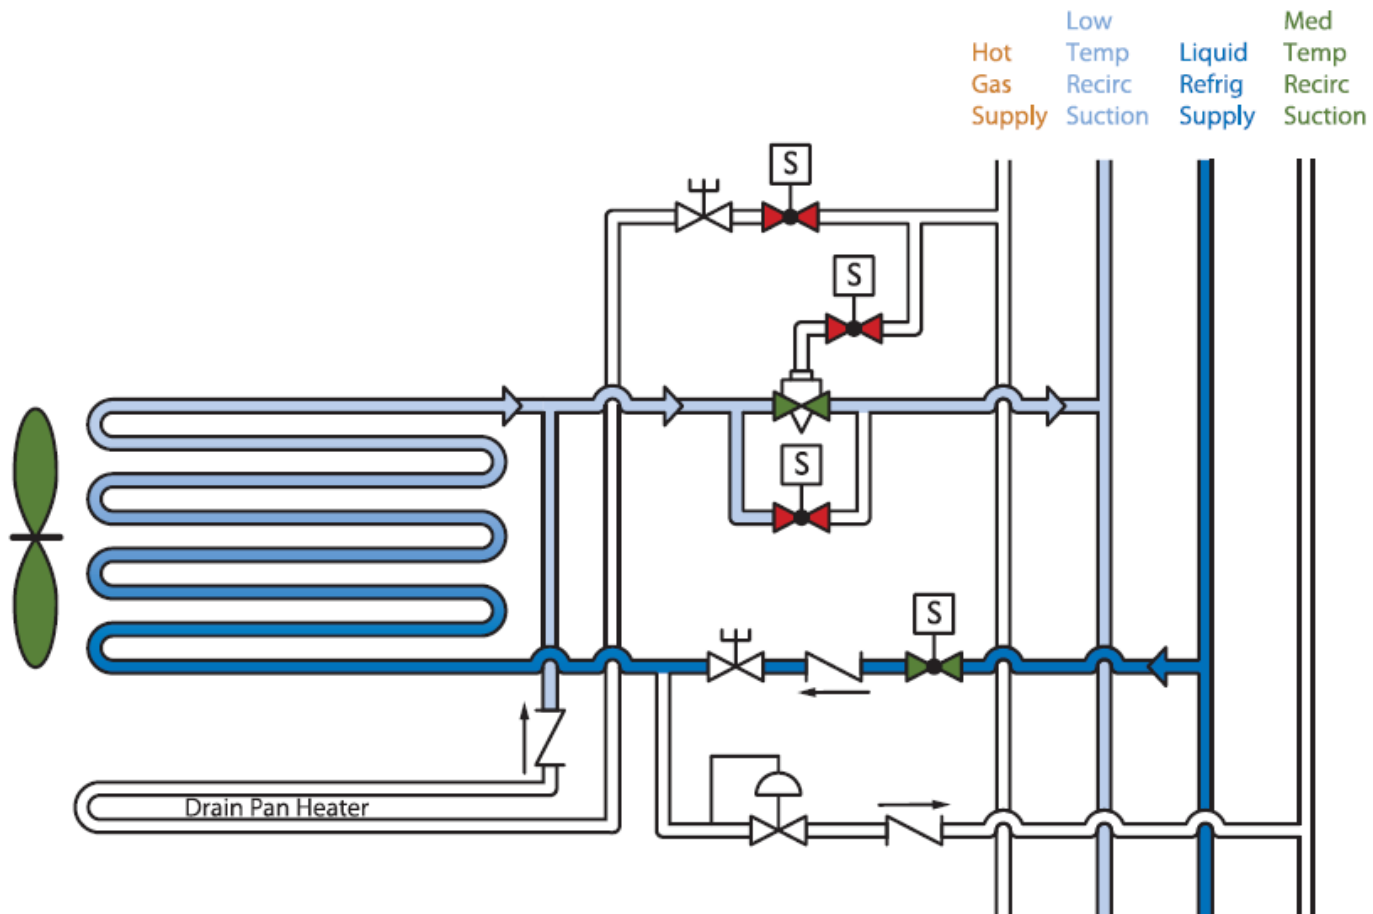 Low
Med
Hot
Temp
Liquid
Temp
Gas
Recirc
Refrig
Recirc
Supply
Suction
Supply
Suction
S
S
S
S
Drain Pan Heater